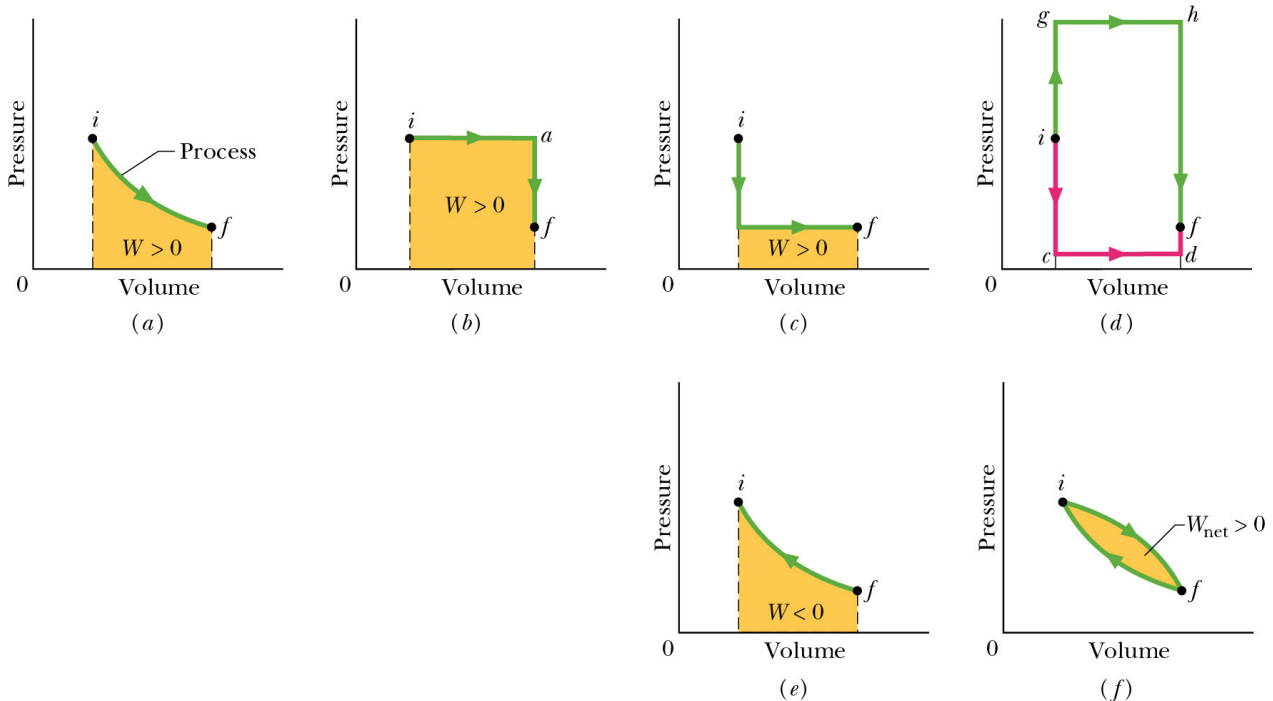 Pressure
i
Process
W > 0
f
0
Volume
(a)
Pressure
i
a
W > 0
f
0
Volume
(b)
Pressure
i
W > 0
f
0
Volume
(c)
Pressure
g
h
i
f
c
d
0
Volume
(d)
Pressure
i
f
W < 0
0
Volume
(e)
Pressure
i
Wnet > 0
f
0
Volume
(f)